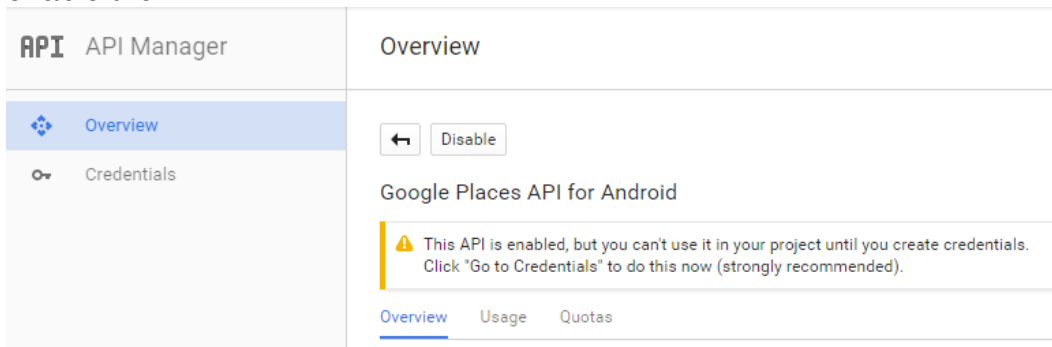 API API Manager
Overview
Overview
Credentials
Disable
Google Places API for Android
This API is enabled, but you can't use it in your project until you create credentials.
Click "Go to Credentials" to do this now (strongly recommended).
Overview Usage Quotas